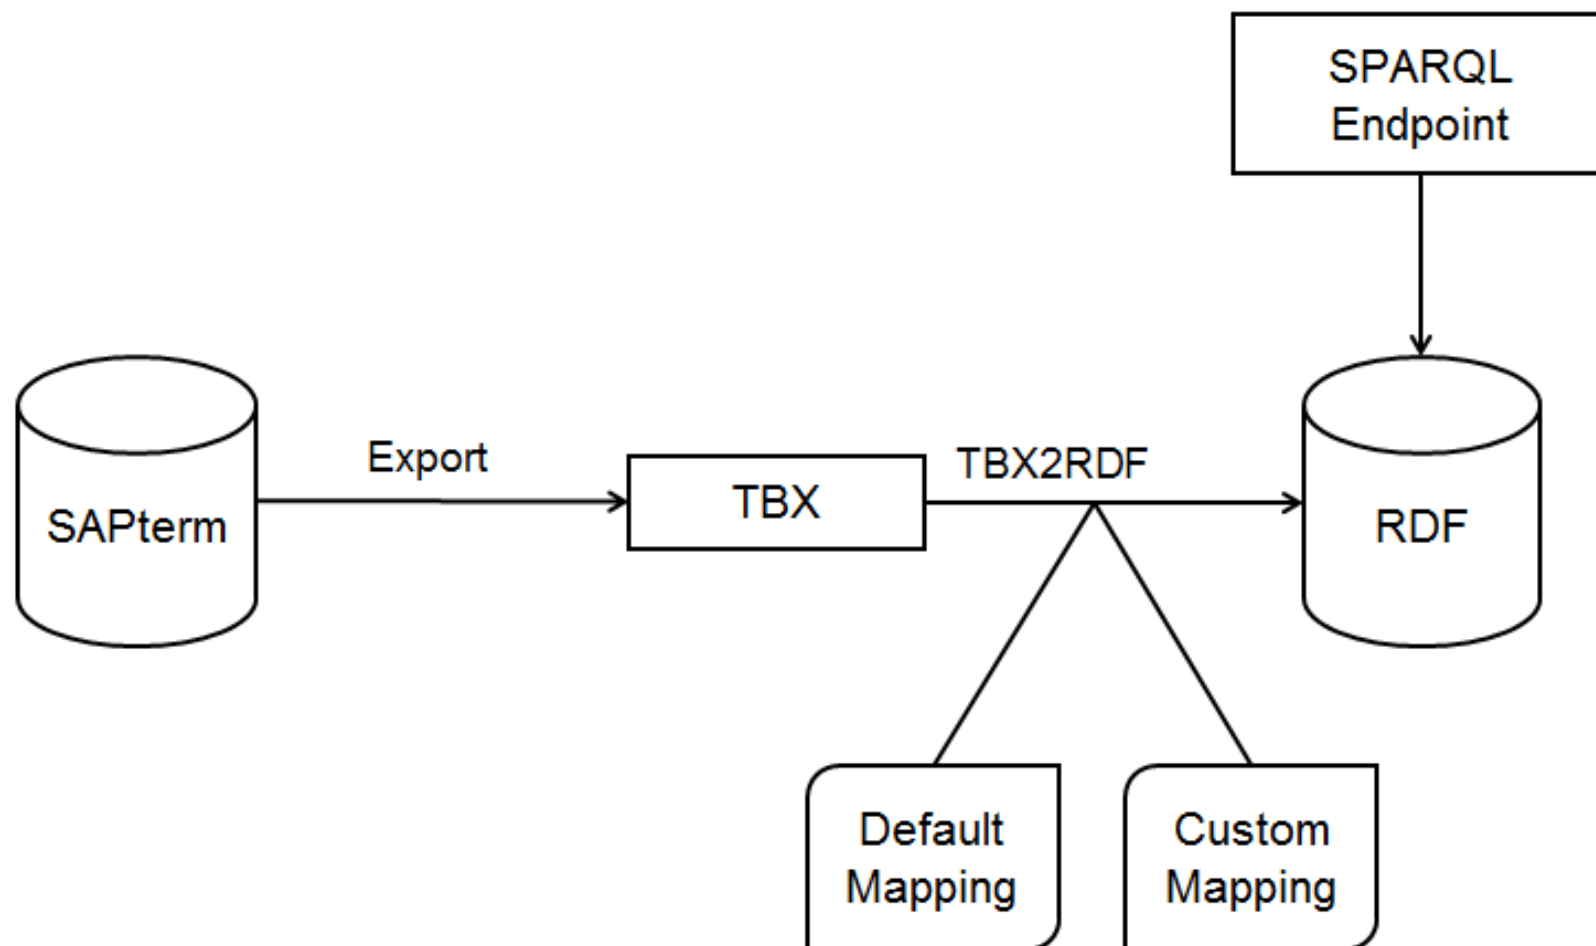 SPARQL
Endpoint
Export
TBX2RDF
SAPterm
TBX
RDF
Default
Mapping
Custom
Mapping